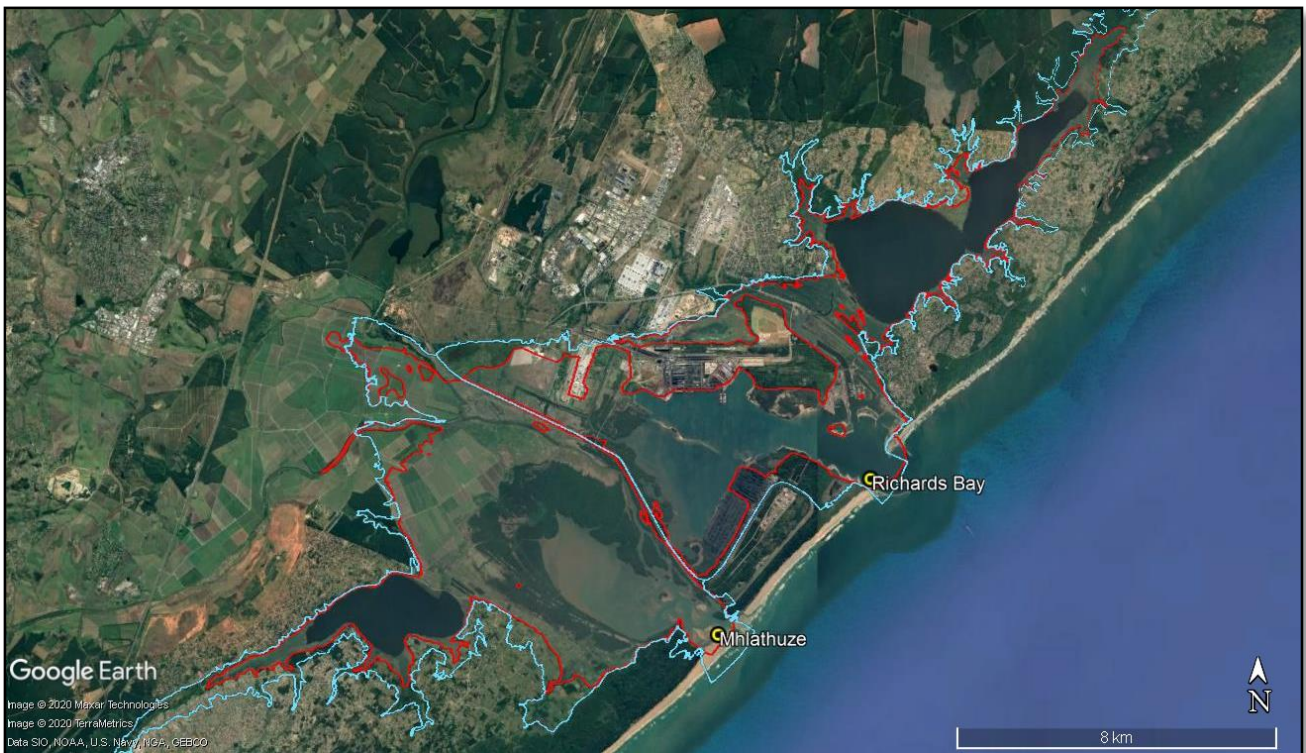 Richards Bay
Mhlathuze
Google Earth
Image © 2020 Maxar Technologies
Image © 2020 TerraMetrics
Data SIO, NOAA, U.S. Navy, NGA, GEBCO
N
8 km